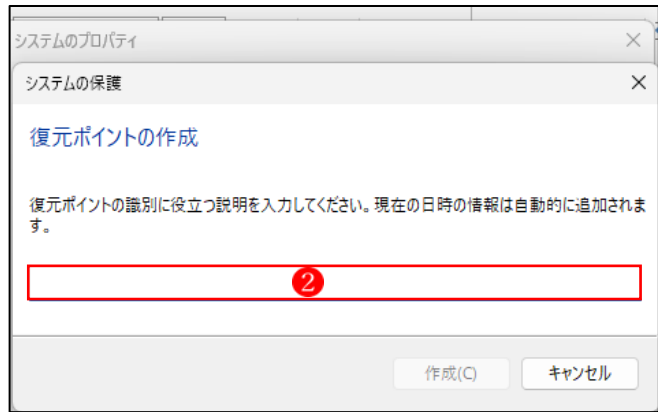 システムのプロパティ
システムの保護
復元ポイントの作成
復元ポイントの識別に役立つ説明を入力してください。現在の日時の情報は自動的に追加されま
す。
2
作成(C)
キャンセル